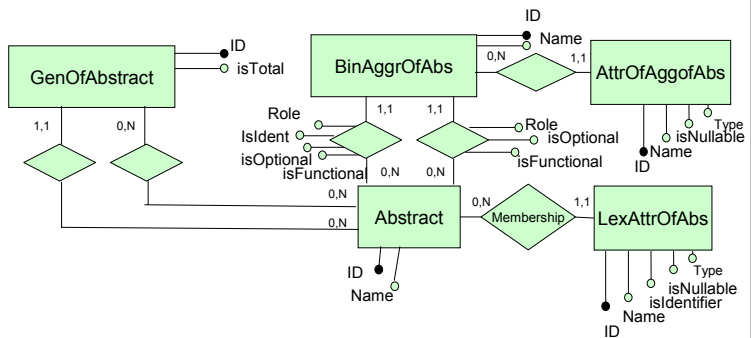 ID
Name
ID
isTotal
GenOfAbstract
BinAggrOfAbs
0,N
1,1
AttrOfAggofAbs
1,1
0,N
1,1
1,1
Role
IsIdent
isOptional
isFunctional
Role
isOptional
isFunctional
Type
isNullable
Name
ID
0,N
0,N
0,N
0,N
Abstract
0,N
Membership
1,1
LexAttrOfAbs
ID
Name
Type
isNullable
isIdentifier
Name
ID